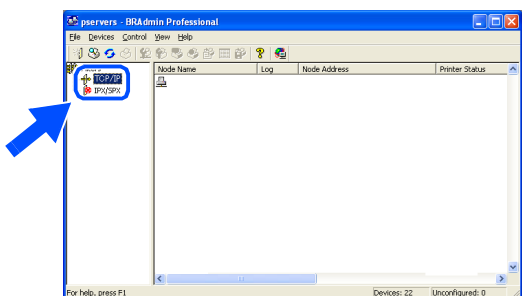 pservers - BRAdmin Professional
File Devices Control View Help
Node Name Log Node Address Printer Status
TCP/IP
IPX/SPX
For help, press F1 Devices: 22 Unconfigured: 0